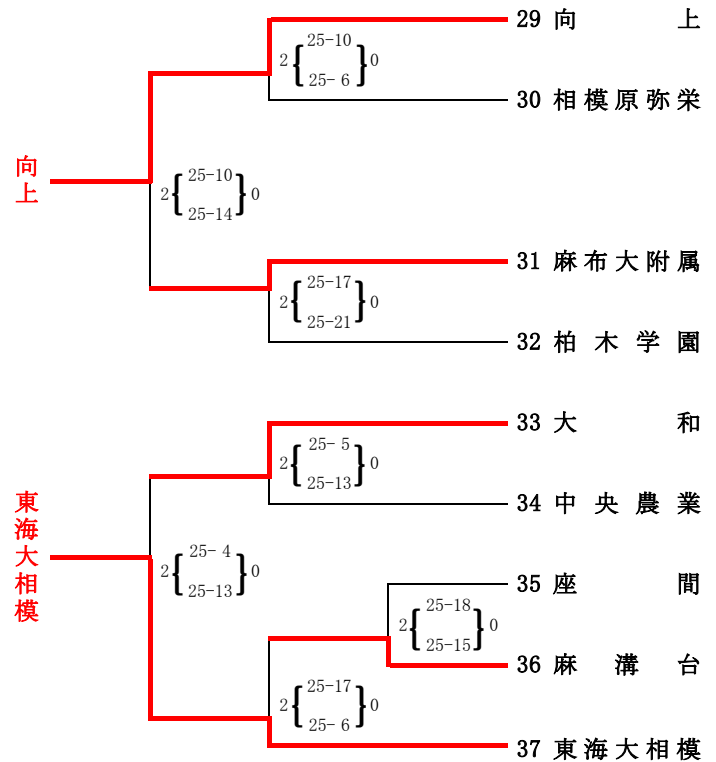 29 向上
25-10
2 0
25- 6
30 相模原弥栄
向上
25-10
2 0
25-14
31 麻布大附属
25-17
2 0
25-21
32 柏木学園
33 大和
25- 5
2 0
25-13
34 中央農業
東海大相模
25- 4
2 0
25-13
35 座間
25-18
2 0
25-15
36 麻溝台
25-17
2 0
25- 6
37 東海大相模